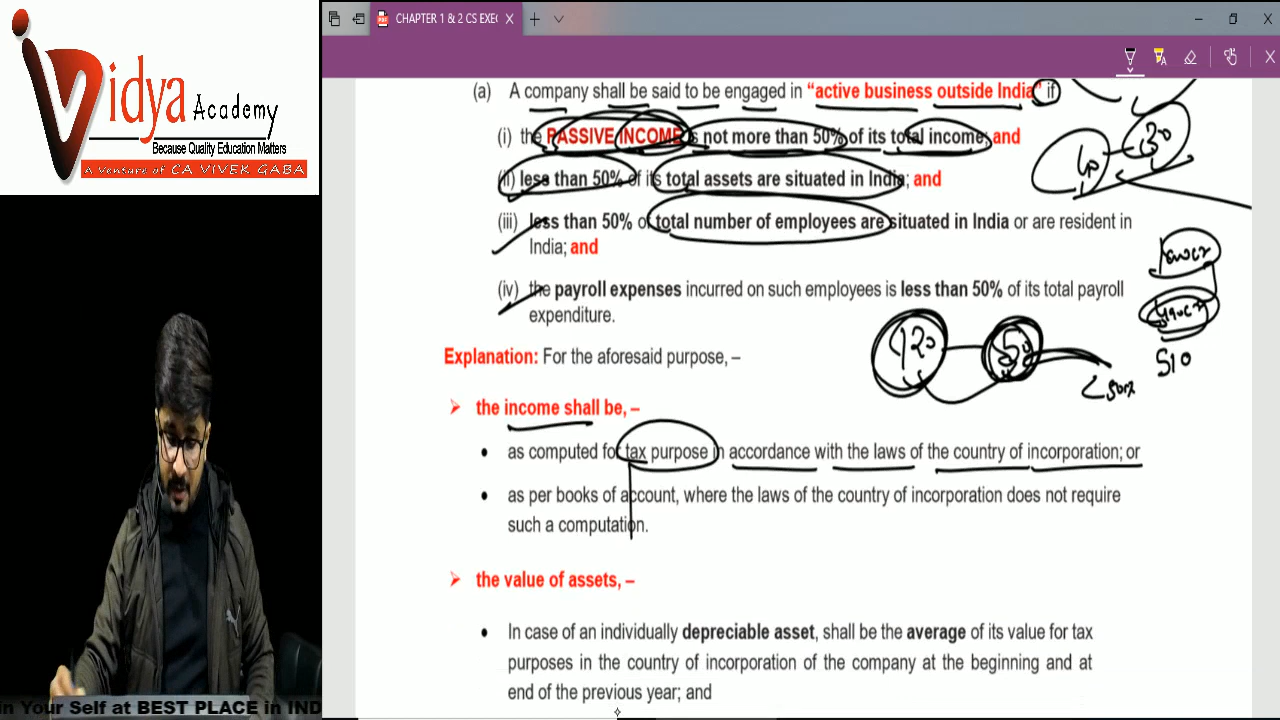 CHAPTER 1 & 2 CS EXE
Vidya
Academy
Because Quality Education Matters
A Venture of CA VIVEK GABA
(a) A company shall be said to be engaged in “active business outside India” if
(i) the PASSIVE INCOME is not more than 50% of its total income; and
(ii) less than 50% of its total assets are situated in India; and
(iii) less than 50% of total number of employees are situated in India or are resident in
India; and
(iv) the payroll expenses incurred on such employees is less than 50% of its total payroll
expenditure.
120
50
510
Explanation: For the aforesaid purpose, –
➢ the income shall be, –
• as computed for tax purpose in accordance with the laws of the country of incorporation; or
• as per books of account, where the laws of the country of incorporation does not require
such a computation.
➢ the value of assets, –
• In case of an individually depreciable asset, shall be the average of its value for tax
purposes in the country of incorporation of the company at the beginning and at
end of the previous year; and
in Your Self at BEST PLACE in IND